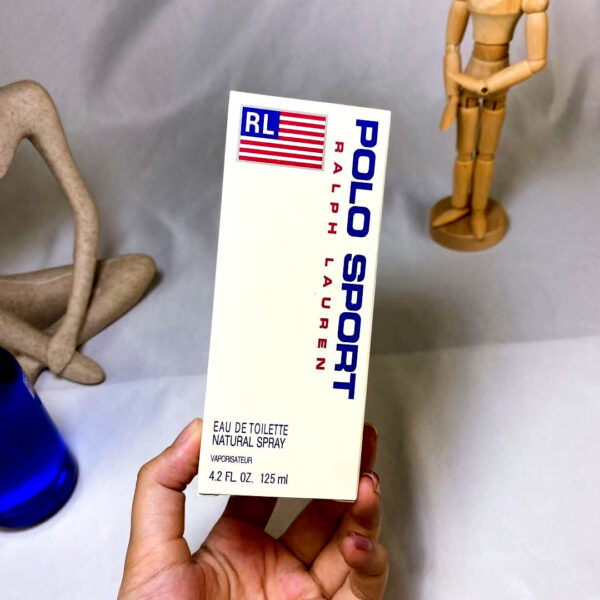 RL
POLO SPORT
RALPH LAUREN
EAU DE TOILETTE
NATURAL SPRAY
VAPORISATEUR
4.2 FL. OZ. 125 ml